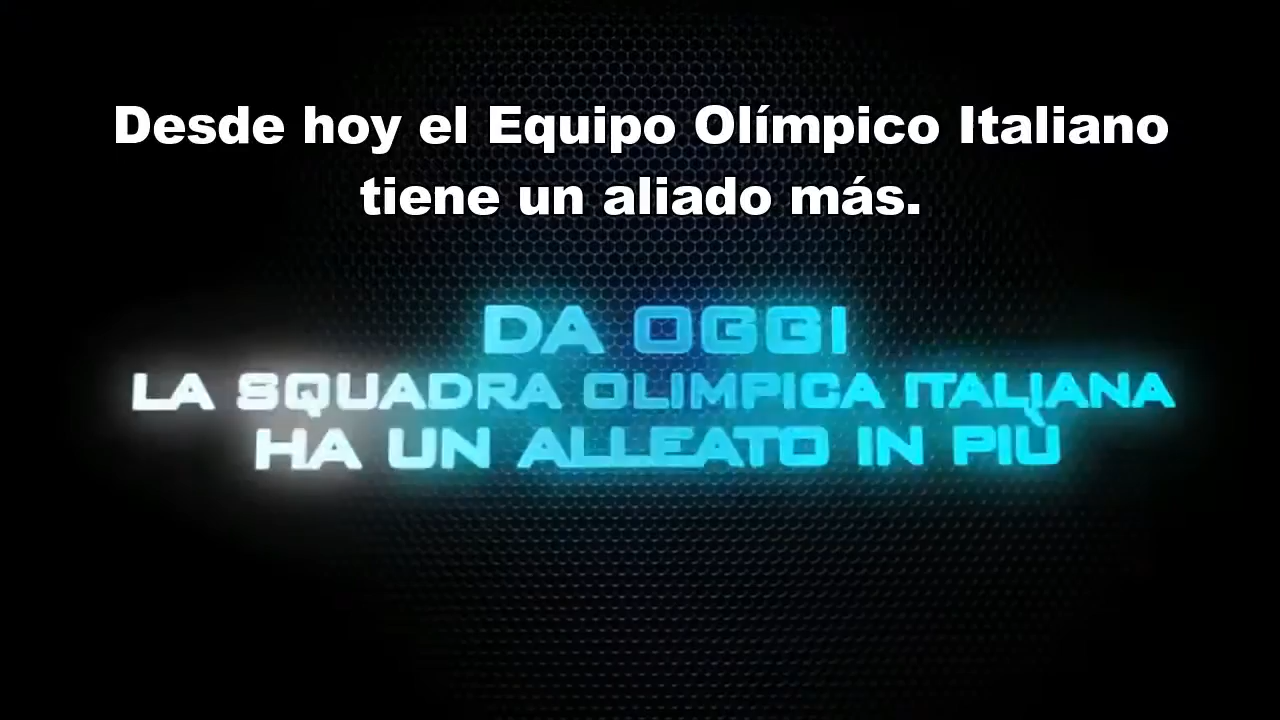 Desde hoy el Equipo Olímpico Italiano
tiene un aliado más.
DA OGGI
LA SQUADRA OLIMPICA ITALIANA
HA UN ALLEATO IN PIÙ